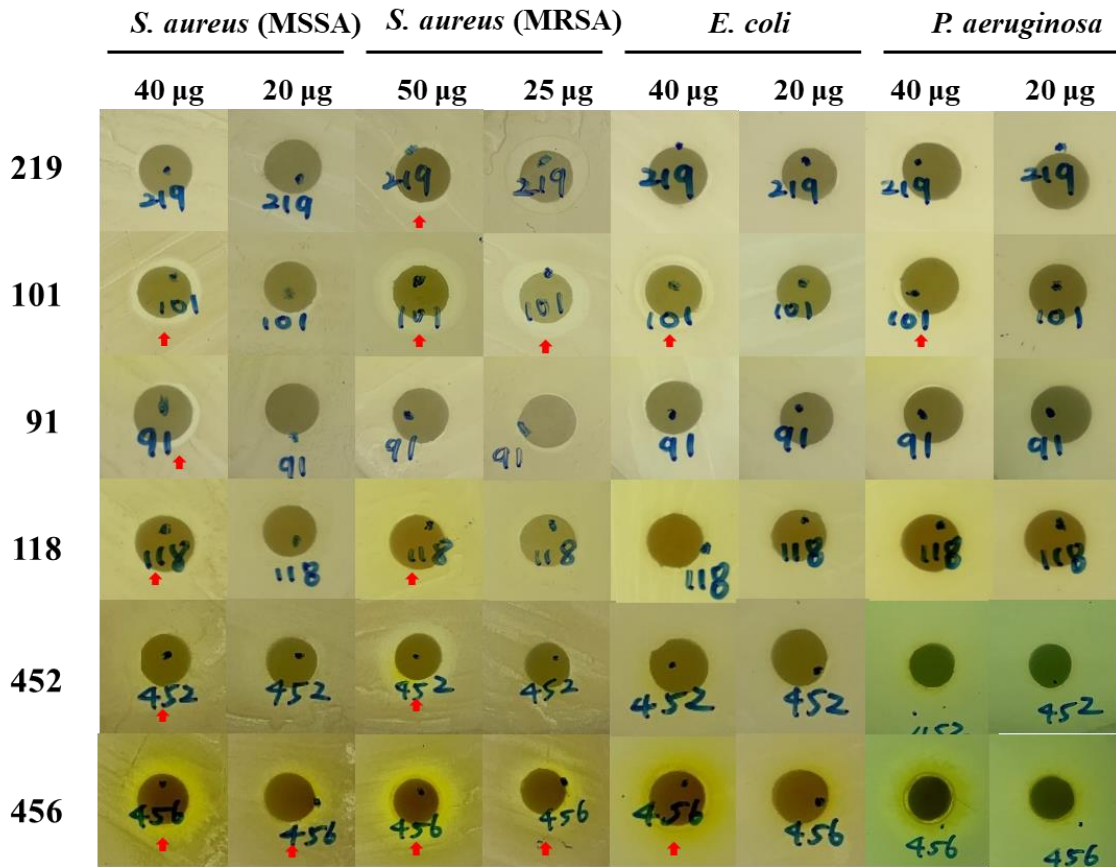 S. aureus (MSSA) S. aureus (MRSA) E. coli P. aeruginosa
40 µg 20 µg 50 µg 25 µg 40 µg 20 µg 40 µg 20 µg
219 219 219 219 219 219 219 219 219
101 101 101 101 101 101 101 101 101
91 91 91 91 91 91 91 91 91
118 118 118 118 118 118 118 118 118
452 452 452 452 452 452 452 452
456 456 456 456 456 456 456 456 456